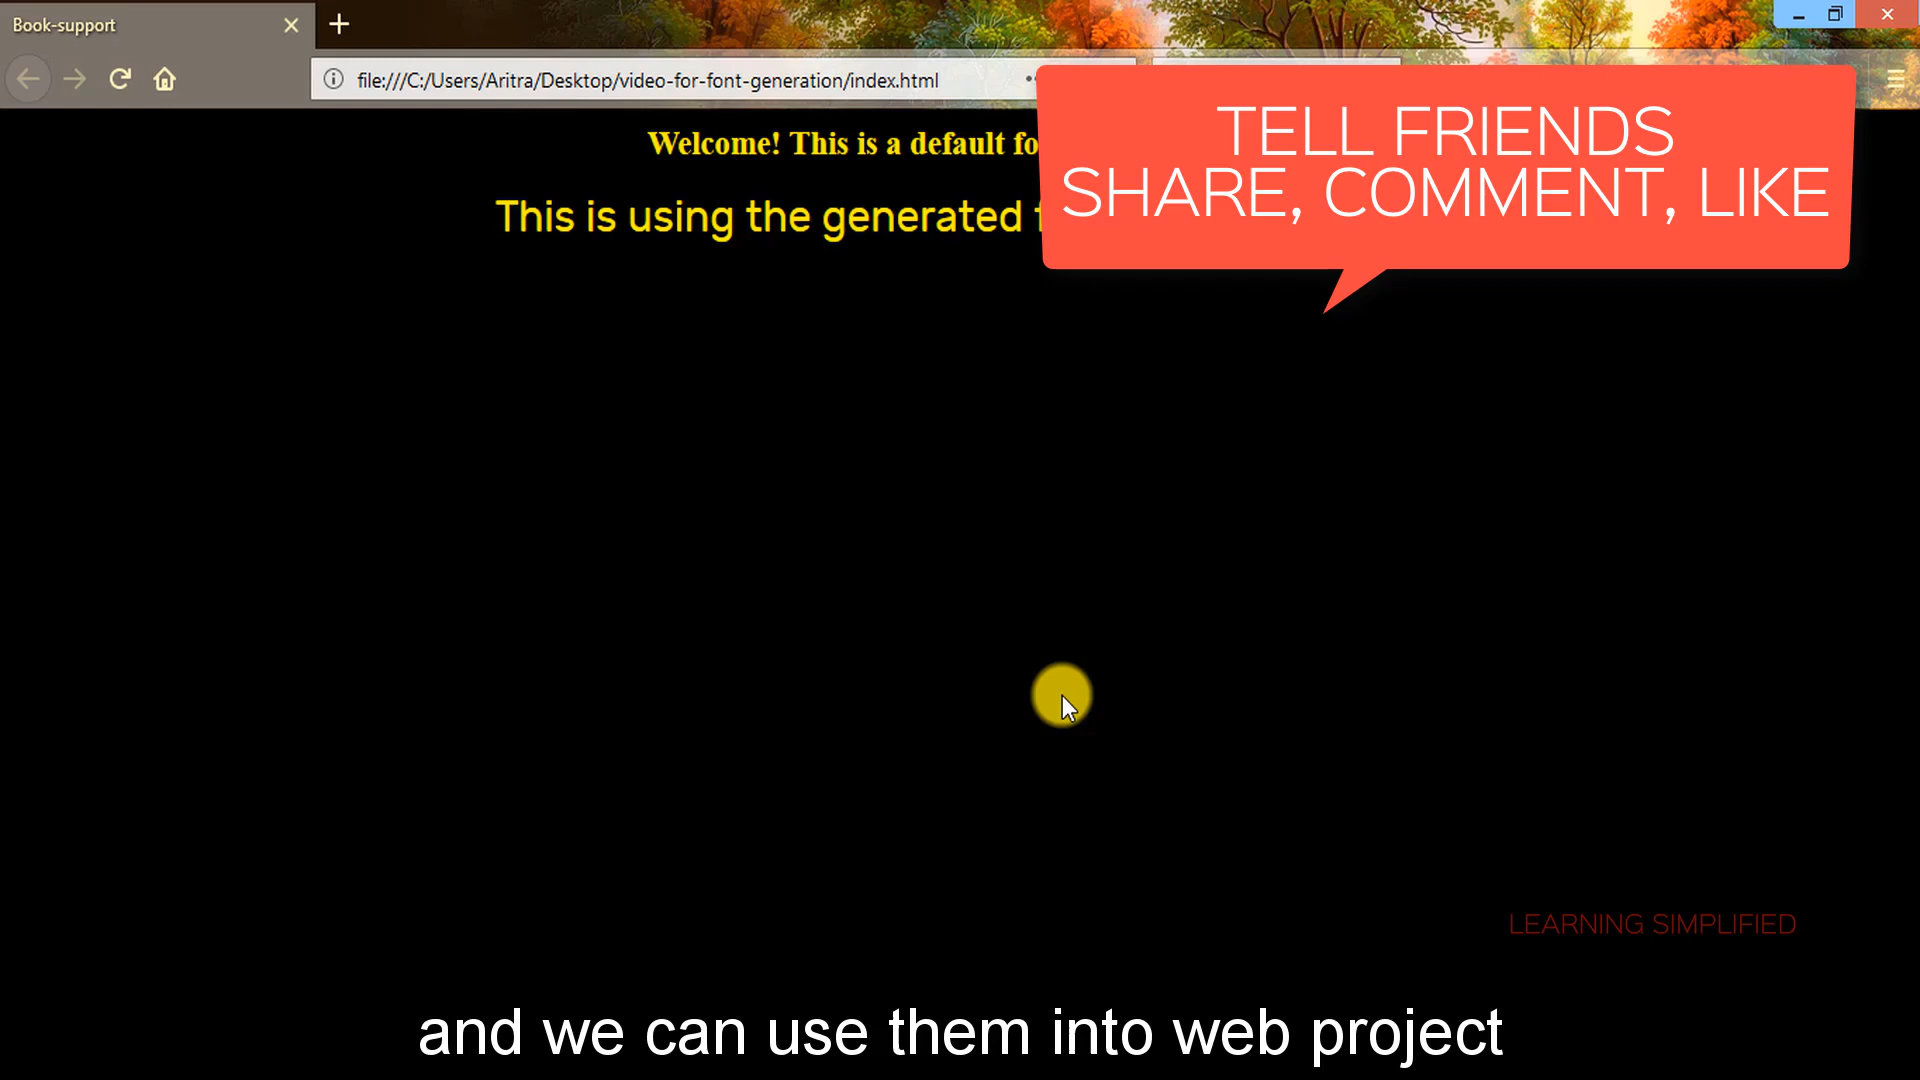 Book-support
file:///C:/Users/Aritra/Desktop/video-for-font-generation/index.html
Welcome! This is a default
This is using the generated
TELL FRIENDS
SHARE, COMMENT, LIKE
LEARNING SIMPLIFIED
and we can use them into web project